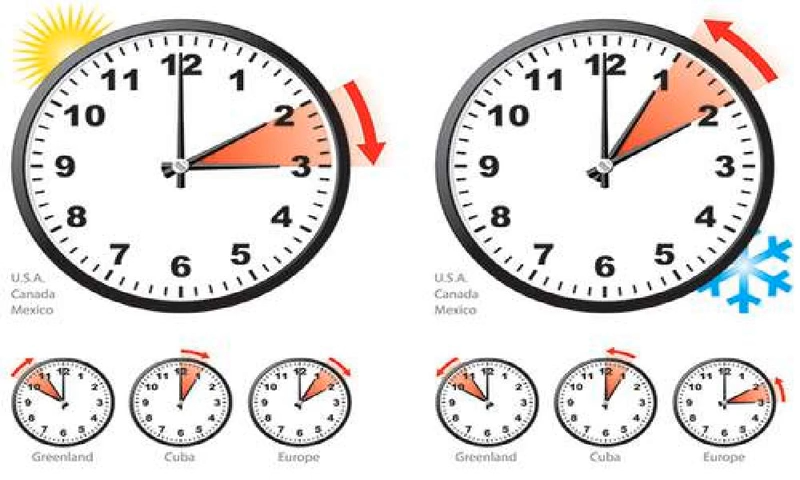 12
11
1
10
2
9
3
8
4
7
5
6
U.S.A.
Canada
Mexico
12
11
1
10
2
9
3
8
4
7
5
6
U.S.A.
Canada
Mexico
Greenland
Cuba
Europe
Greenland
Cuba
Europe